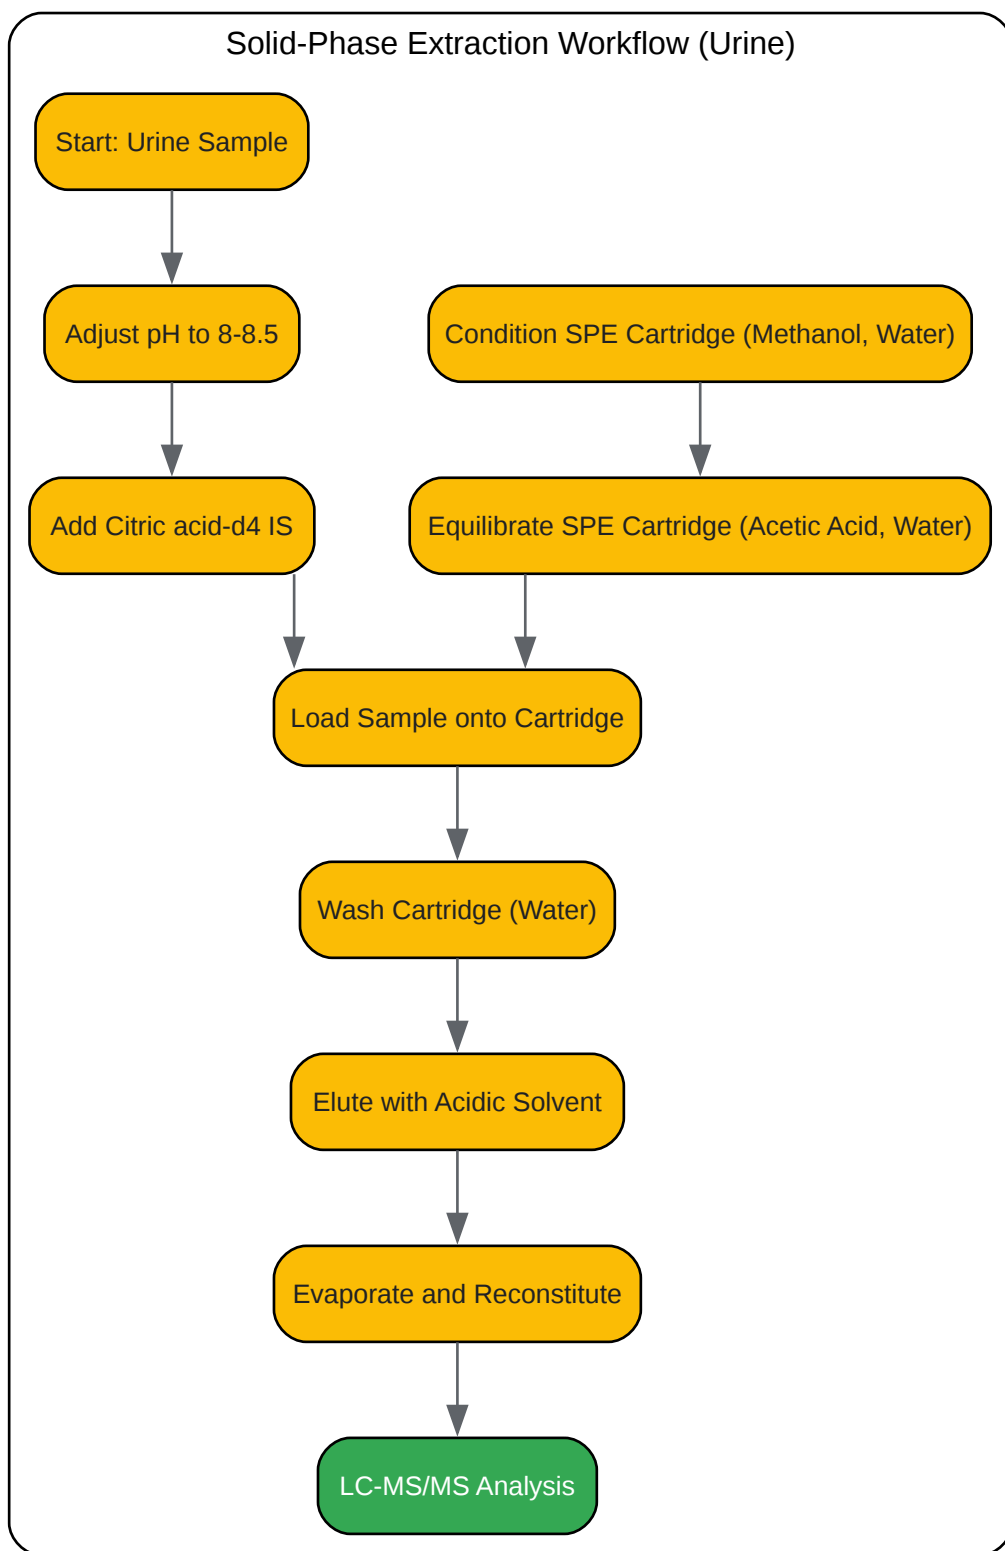 Solid-Phase Extraction Workflow (Urine)
Start: Urine Sample
Adjust pH to 8-8.5
Condition SPE Cartridge (Methanol, Water)
Add Citric acid-d4 IS
Equilibrate SPE Cartridge (Acetic Acid, Water)
Load Sample onto Cartridge
Wash Cartridge (Water)
Elute with Acidic Solvent
Evaporate and Reconstitute
LC-MS/MS Analysis